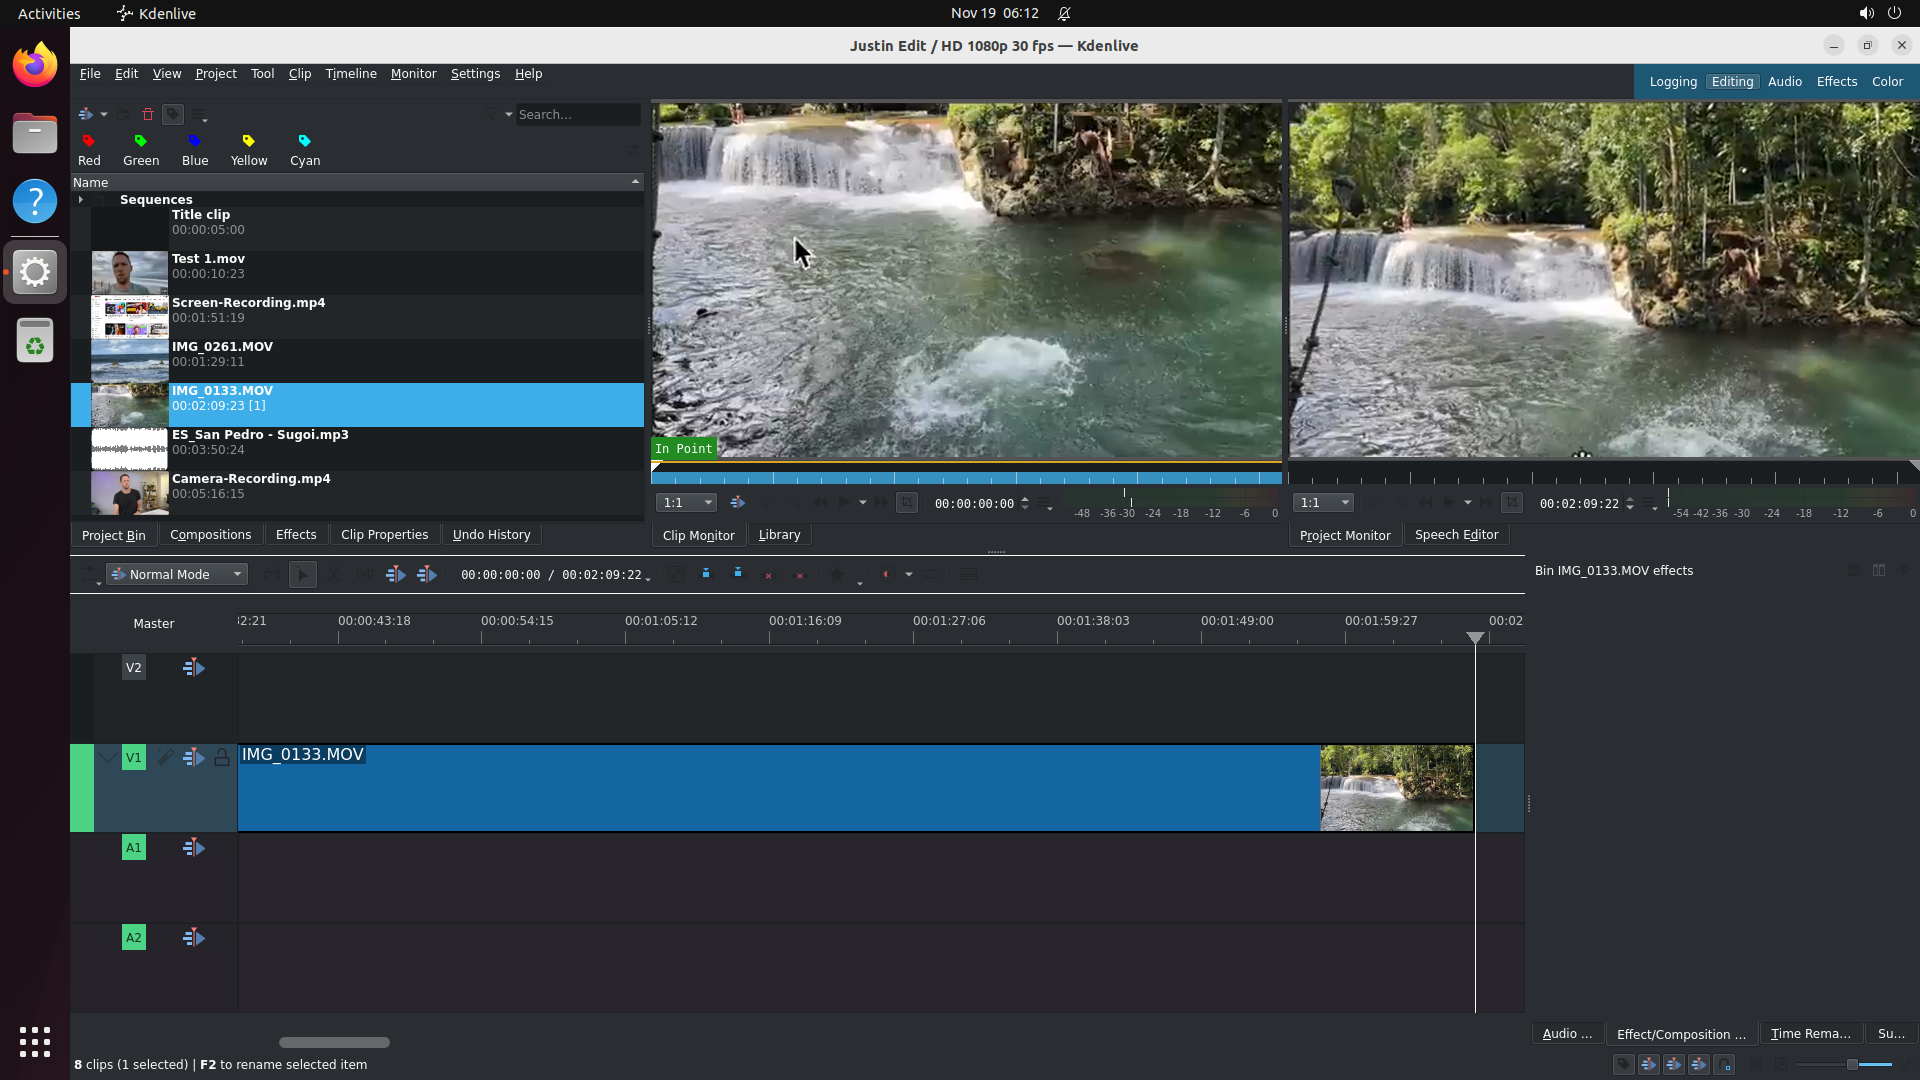 Activities
Kdenlive
Nov 19 06:12
Justin Edit / HD 1080p 30 fps — Kdenlive
File Edit View Project Tool Clip Timeline Monitor Settings Help
Logging Editing Audio Effects Color
Search...
Red Green Blue Yellow Cyan
Name
Sequences
Title clip
00:00:05:00
Test 1.mov
00:00:10:23
Screen-Recording.mp4
00:01:51:19
IMG_0261.MOV
00:01:29:11
IMG_0133.MOV
00:02:09:23 [1]
ES_San Pedro - Sugoi.mp3
00:03:50:24
Camera-Recording.mp4
00:05:16:15
In Point
1:1
00:00:00:00
-48 -36 -30 -24 -18 -12 -6 0
1:1
00:02:09:22
-54 -42 -36 -30 -24 -18 -12 -6 0
Project Bin Compositions Effects Clip Properties Undo History
Clip Monitor Library
Project Monitor Speech Editor
Normal Mode
00:00:00:00 / 00:02:09:22
Bin IMG_0133.MOV effects
Master
32:21 00:00:43:18 00:00:54:15 00:01:05:12 00:01:16:09 00:01:27:06 00:01:38:03 00:01:49:00 00:01:59:27 00:02
V2
V1
IMG_0133.MOV
A1
A2
Audio ... Effect/Composition ... Time Rema... Su...
8 clips (1 selected) | F2 to rename selected item